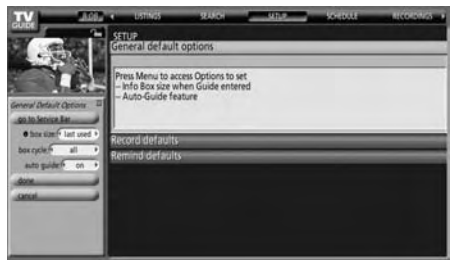 TV
GUIDE
LISTINGS
SEARCH
SETUP
SCHEDULE
RECORDINGS
SETUP
General default options
Press Menu to access Options to set
– Info Box size when Guide entered
– Auto-Guide feature
Record defaults
Remind defaults
General Default Options
go to Service Bar
box size: last used
box cycle: all
auto guide: on
done
cancel